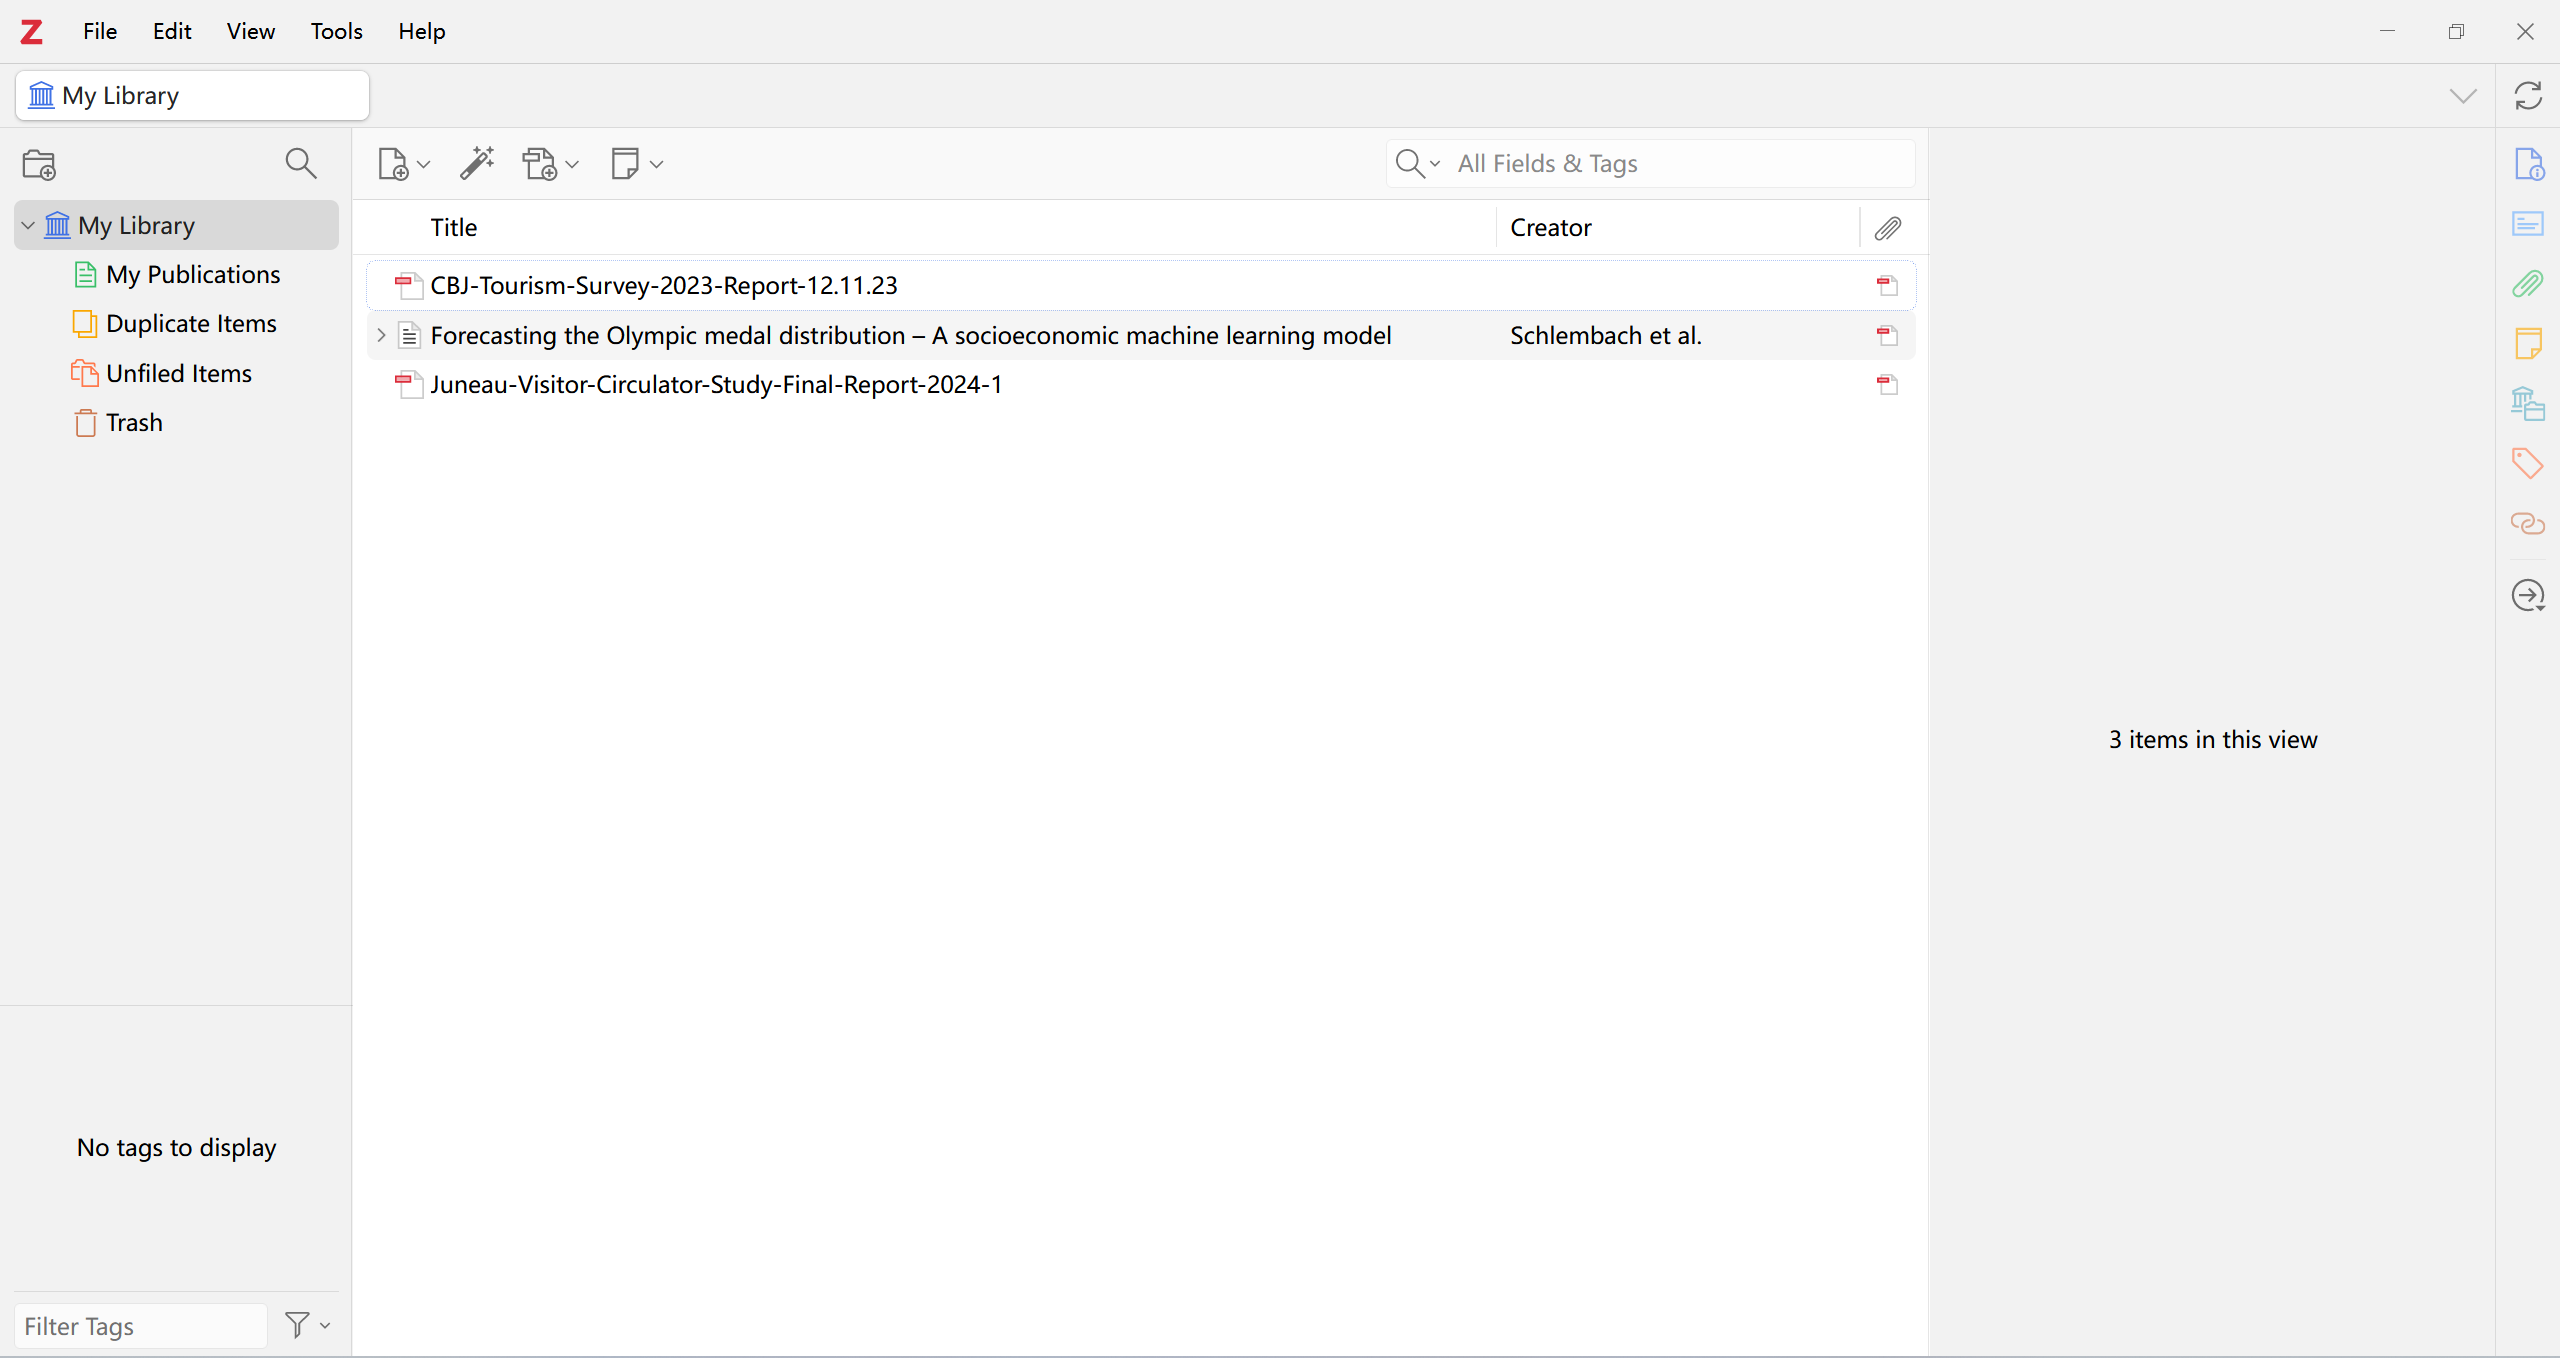 Z File Edit View Tools Help
My Library
All Fields & Tags
My Library
My Publications
Duplicate Items
Unfiled Items
Trash
Title Creator
CBJ-Tourism-Survey-2023-Report-12.11.23
Forecasting the Olympic medal distribution – A socioeconomic machine learning model Schlembach et al.
Juneau-Visitor-Circulator-Study-Final-Report-2024-1
3 items in this view
No tags to display
Filter Tags